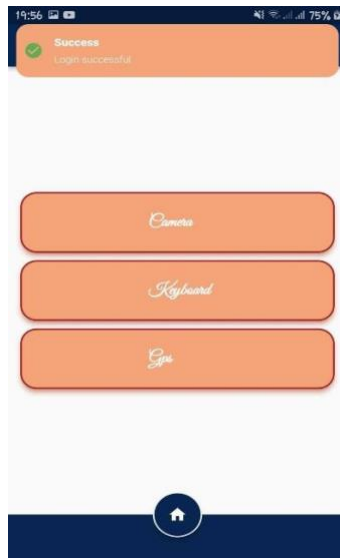 19:56 75%
Success
Login successful
Camera
Keyboard
Gps